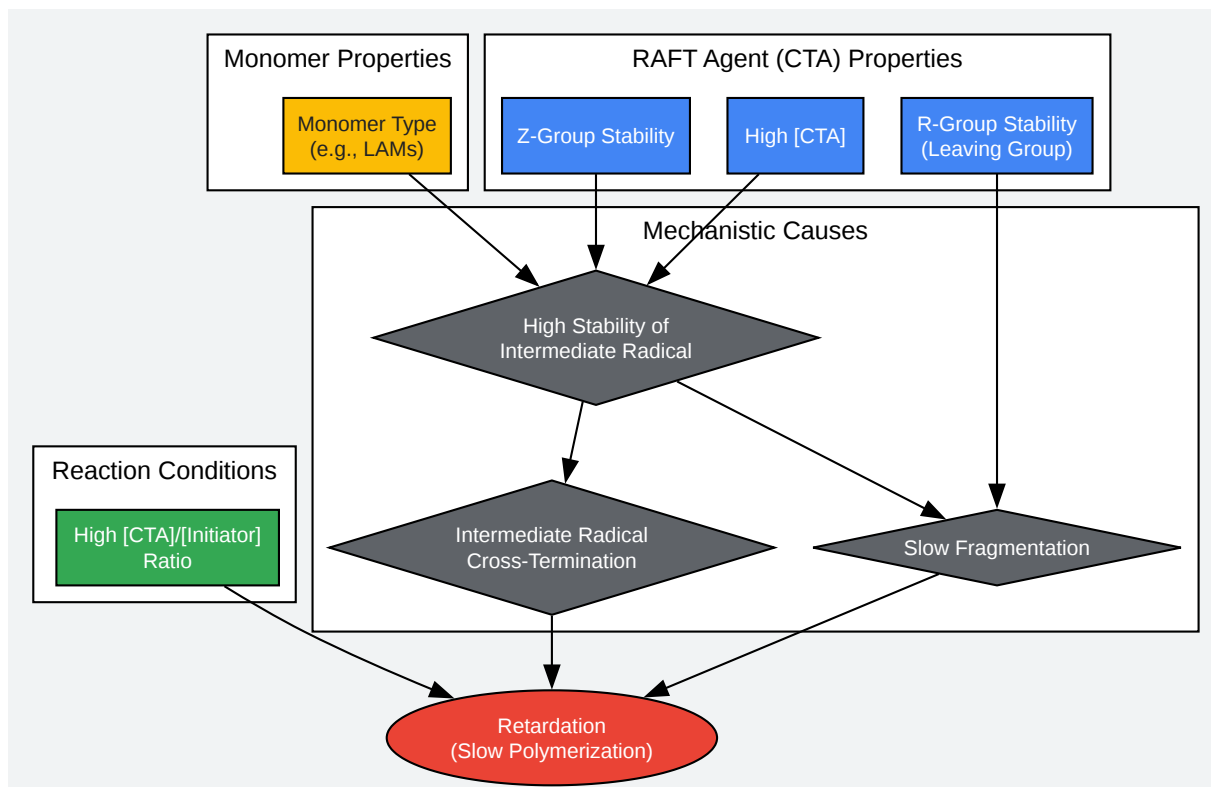 Monomer Properties
RAFT Agent (CTA) Properties
Monomer Type
(e.g., LAMs)
Z-Group Stability
High [CTA]
R-Group Stability
(Leaving Group)
Mechanistic Causes
High Stability of
Intermediate Radical
Reaction Conditions
High [CTA]/[Initiator]
Ratio
Intermediate Radical
Cross-Termination
Slow Fragmentation
Retardation
(Slow Polymerization)